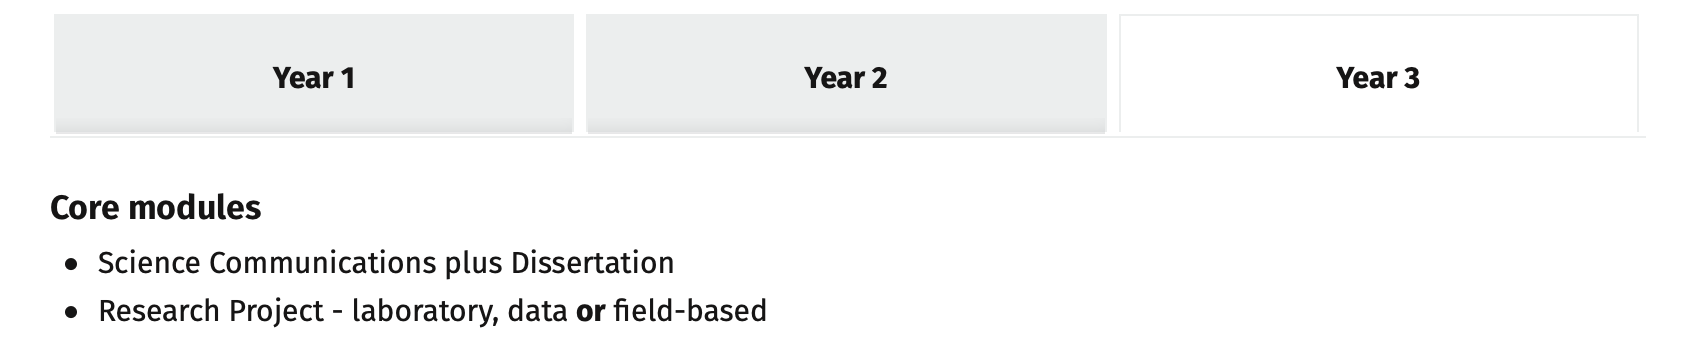 Year 1
Year 2
Year 3
Core modules
Science Communications plus Dissertation
Research Project - laboratory, data or field-based